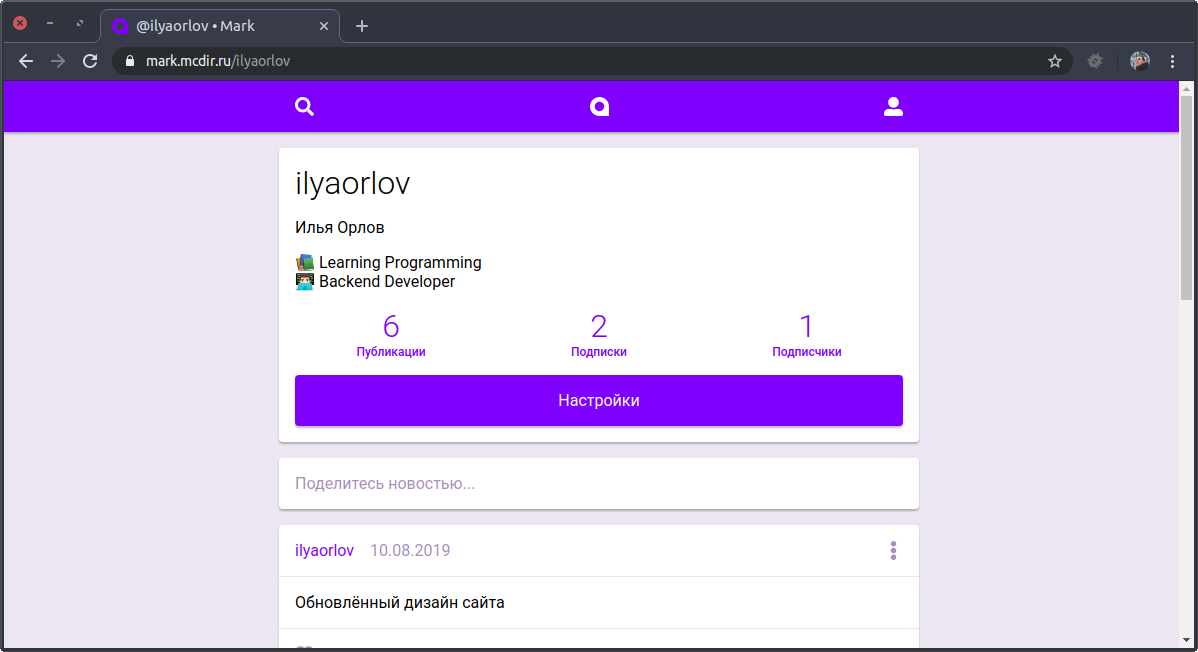 @ilyaorlov • Mark
mark.mcdir.ru/ilyaorlov
ilyaorlov
Илья Орлов
📚 Learning Programming
👨🏻‍💻 Backend Developer
6 2 1
Публикации Подписки Подписчики
Настройки
Поделитесь новостью...
ilyaorlov 10.08.2019
Обновлённый дизайн сайта